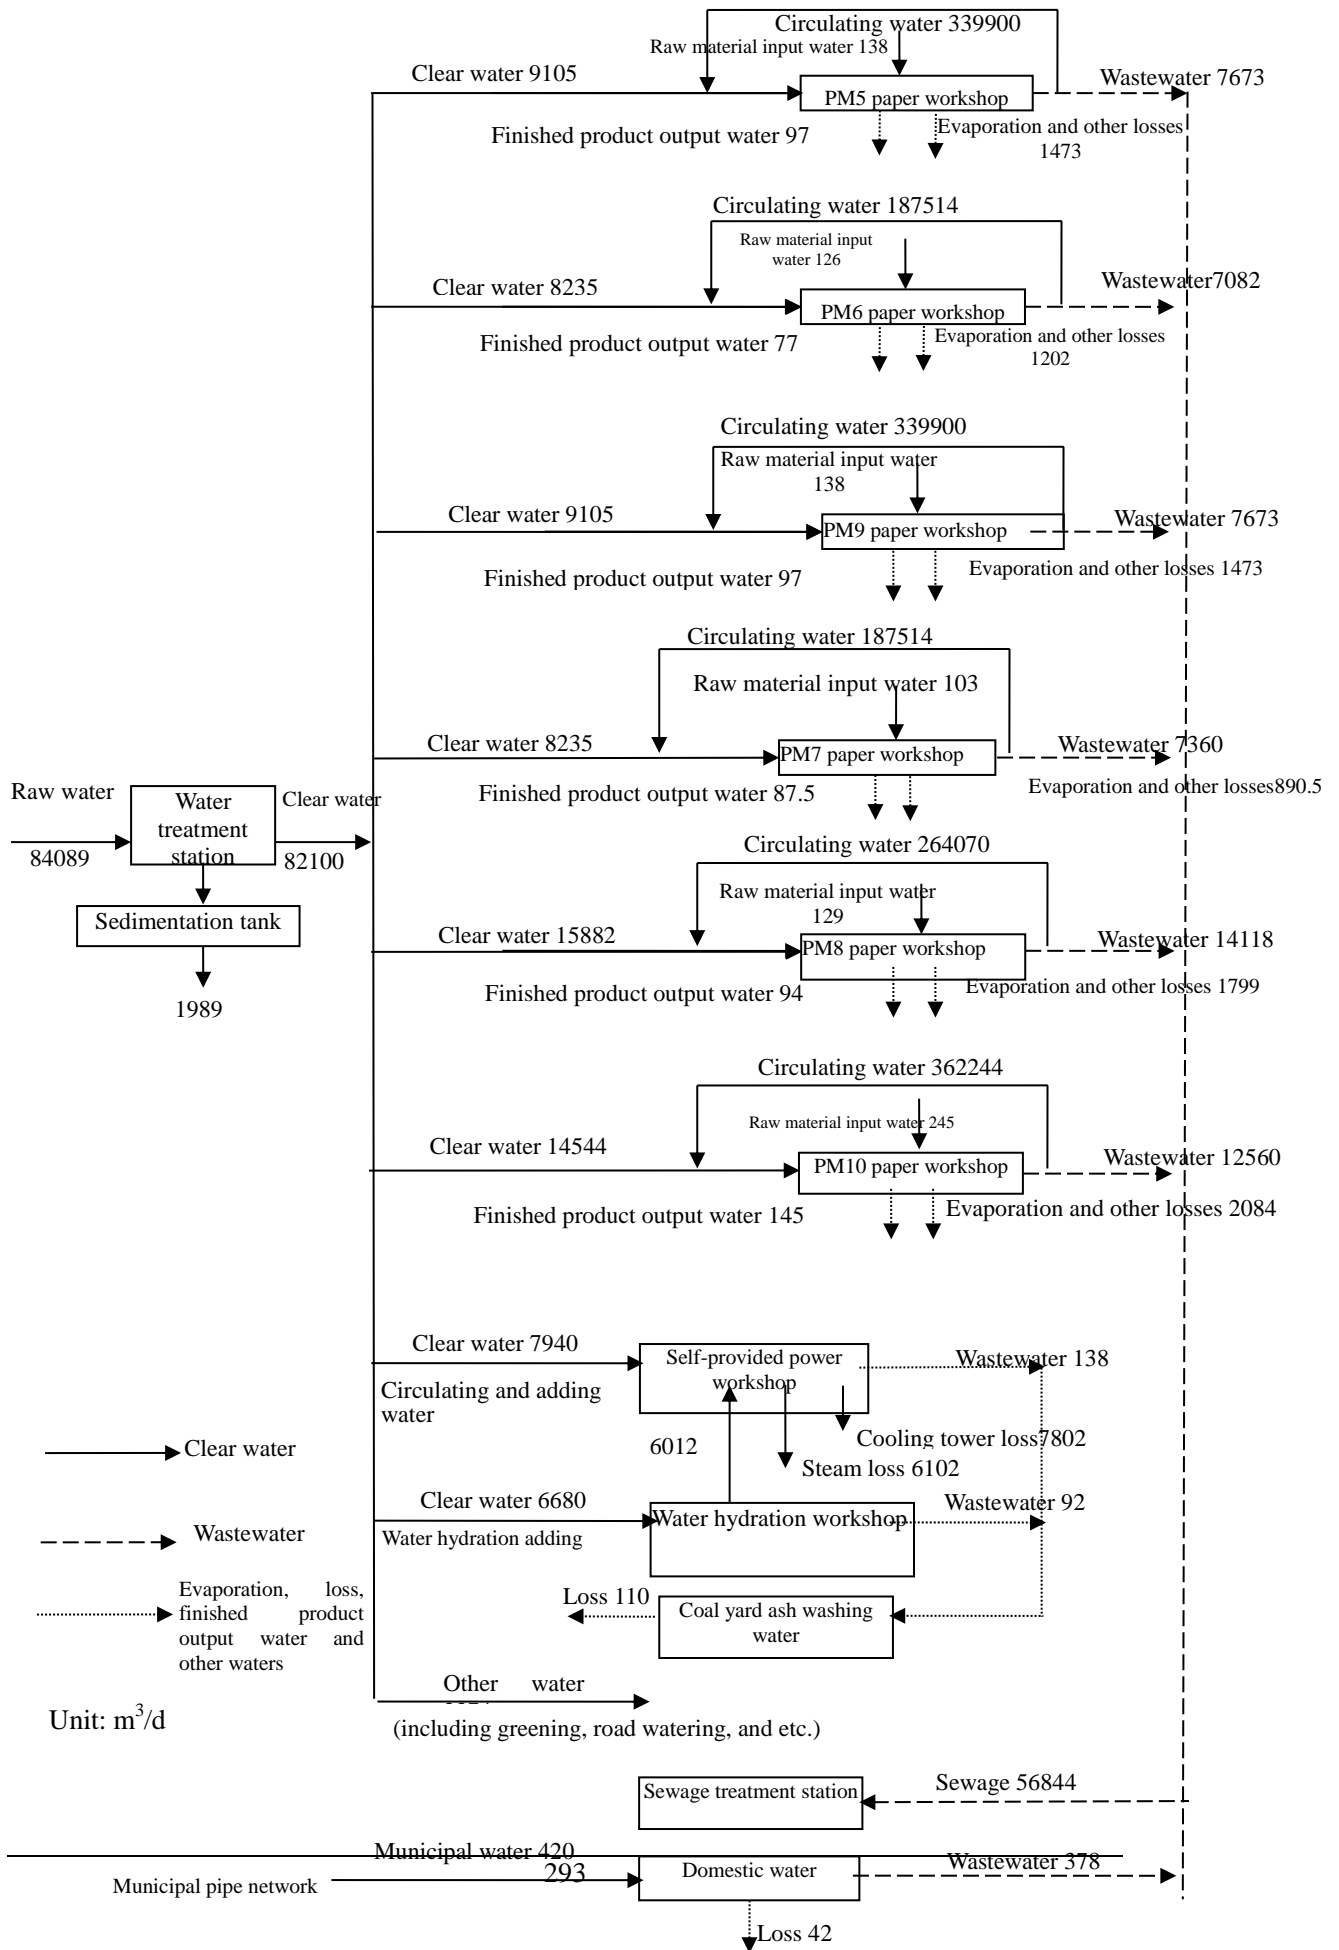 Circulating water 339900
Raw material input water 138
Clear water 9105
PM5 paper workshop
Wastewater 7673
Finished product output water 97
Evaporation and other losses
1473
Circulating water 187514
Raw material input
water 126
Clear water 8235
PM6 paper workshop
Wastewater7082
Finished product output water 77
Evaporation and other losses
1202
Circulating water 339900
Raw material input water
138
Clear water 9105
PM9 paper workshop
Wastewater 7673
Finished product output water 97
Evaporation and other losses 1473
Circulating water 187514
Raw material input water 103
Clear water 8235
PM7 paper workshop
Wastewater 7360
Finished product output water 87.5
Evaporation and other losses890.5
Raw water
84089
Water
treatment
station
Clear water
82100
Sedimentation tank
1989
Circulating water 264070
Raw material input water
129
Clear water 15882
PM8 paper workshop
Wastewater 14118
Finished product output water 94
Evaporation and other losses 1799
Circulating water 362244
Raw material input water 245
Clear water 14544
PM10 paper workshop
Wastewater 12560
Finished product output water 145
Evaporation and other losses 2084
Clear water 7940
Circulating and adding
water
Self-provided power
workshop
Wastewater 138
6012
Cooling tower loss7802
Steam loss 6102
Clear water 6680
Water hydration adding
Water hydration workshop
Wastewater 92
Loss 110
Coal yard ash washing
water
Clear water
Wastewater
Evaporation, loss,
finished product
output water and
other waters
Unit: m³/d
Other water
(including greening, road watering, and etc.)
Sewage treatment station
Sewage 56844
Municipal water 420
293
Municipal pipe network
Domestic water
Wastewater 378
Loss 42